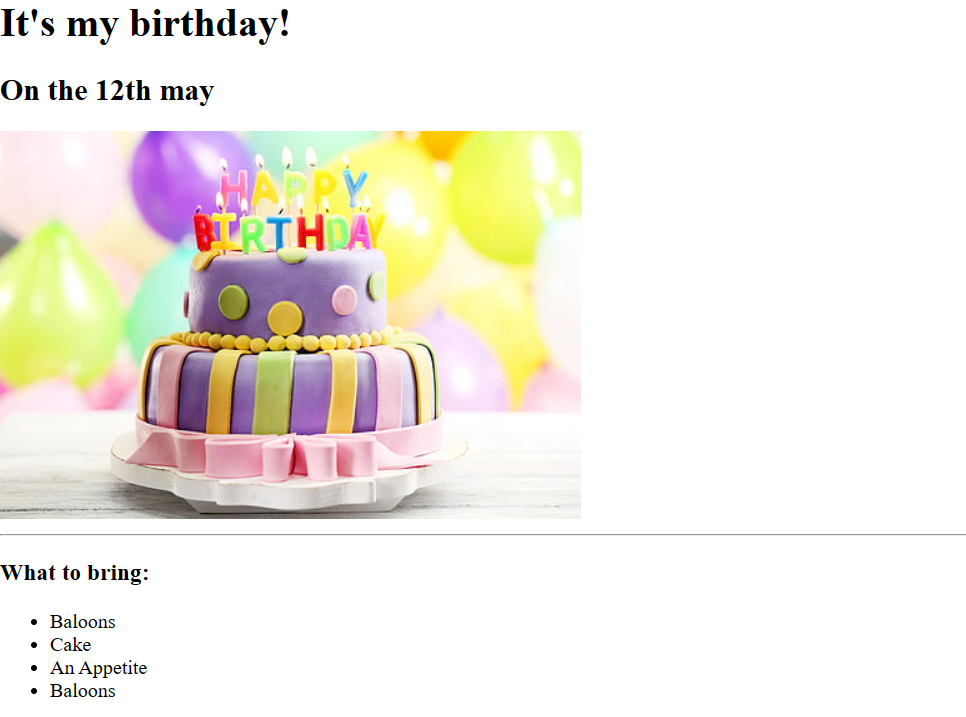 It's my birthday!
On the 12th may
HAPPY
BIRTHDAY
What to bring:
Baloons
Cake
An Appetite
Baloons